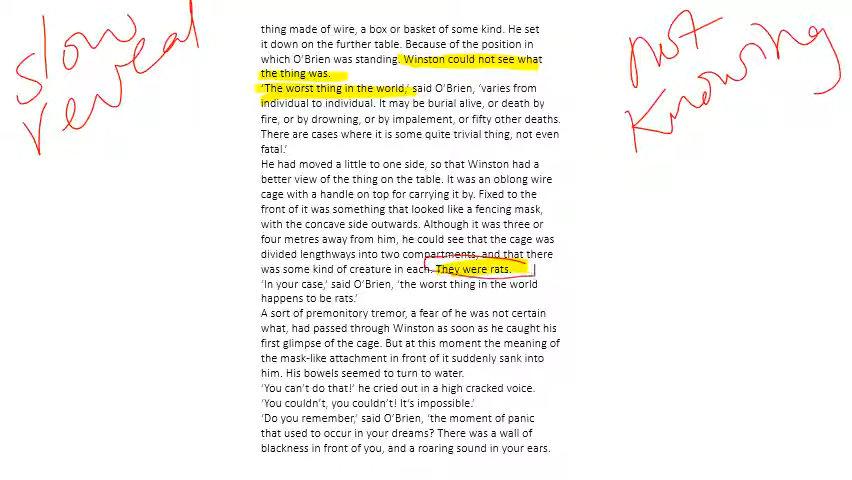 slow
reveal
not
knowing
thing made of wire, a box or basket of some kind. He set
it down on the further table. Because of the position in
which O'Brien was standing. Winston could not see what
the thing was.
'The worst thing in the world,' said O'Brien, 'varies from
individual to individual. It may be burial alive, or death by
fire, or by drowning, or by impalement, or fifty other deaths.
There are cases where it is some quite trivial thing, not even
fatal.'
He had moved a little to one side, so that Winston had a
better view of the thing on the table. It was an oblong wire
cage with a handle on top for carrying it by. Fixed to the
front of it was something that looked like a fencing mask,
with the concave side outwards. Although it was three or
four metres away from him, he could see that the cage was
divided lengthways into two compartments, and that there
was some kind of creature in each. They were rats.
'In your case,' said O'Brien, 'the worst thing in the world
happens to be rats.'
A sort of premonitory tremor, a fear of he was not certain
what, had passed through Winston as soon as he caught his
first glimpse of the cage. But at this moment the meaning of
the mask-like attachment in front of it suddenly sank into
him. His bowels seemed to turn to water.
'You can't do that!' he cried out in a high cracked voice.
'You couldn't, you couldn't! It's impossible.'
'Do you remember,' said O'Brien, 'the moment of panic
that used to occur in your dreams? There was a wall of
blackness in front of you, and a roaring sound in your ears.